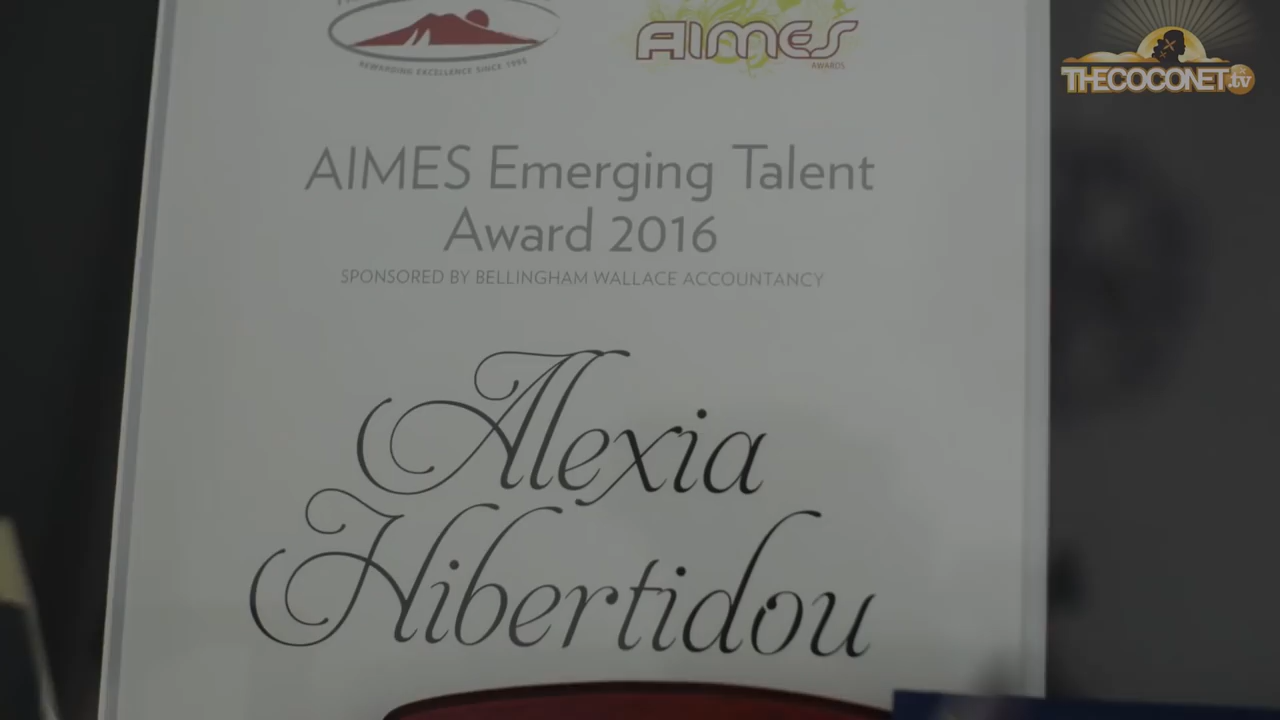 REWARDING EXCELLENCE SINCE 1995
AIMES
AWARDS
THECOCONET.tv
AIMES Emerging Talent
Award 2016
SPONSORED BY BELLINGHAM WALLACE ACCOUNTANCY
Alexia
Hibertidou